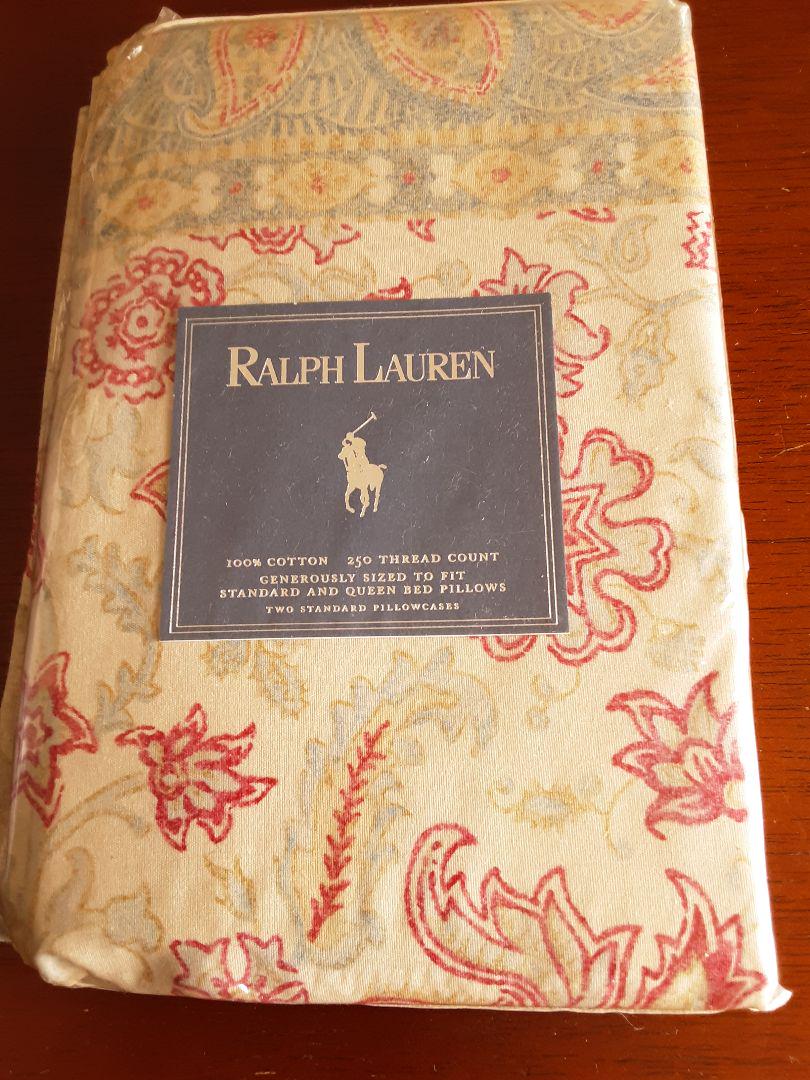 RALPH LAUREN
100% COTTON 250 THREAD COUNT
GENEROUSLY SIZED TO FIT
STANDARD AND QUEEN BED PILLOWS
TWO STANDARD PILLOWCASES